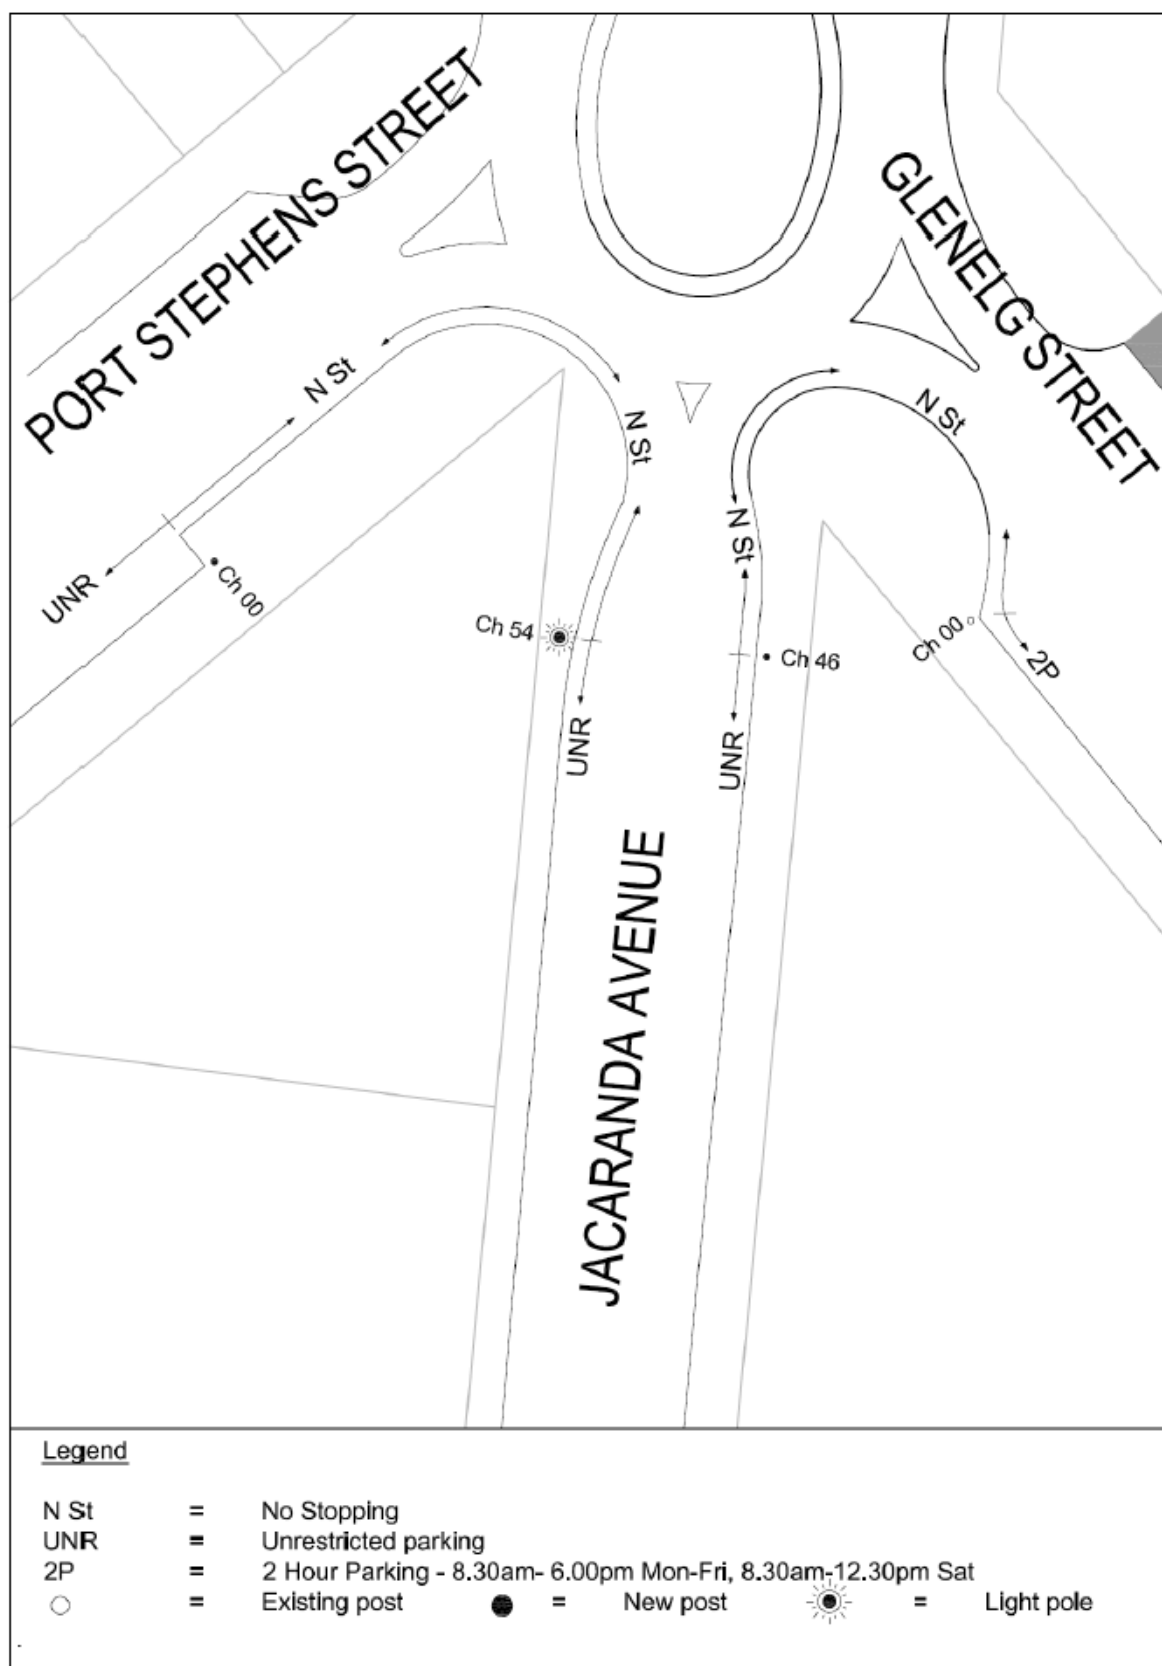 PORT STEPHENS STREET
GLENELG STREET
N St
N St
N St
N St
UNR
Ch 00
Ch 54
Ch 46
Ch 00
2P
UNR
UNR
JACARANDA AVENUE
Legend
N St = No Stopping
UNR = Unrestricted parking
2P = 2 Hour Parking - 8.30am- 6.00pm Mon-Fri, 8.30am-12.30pm Sat
= Existing post = New post = Light pole